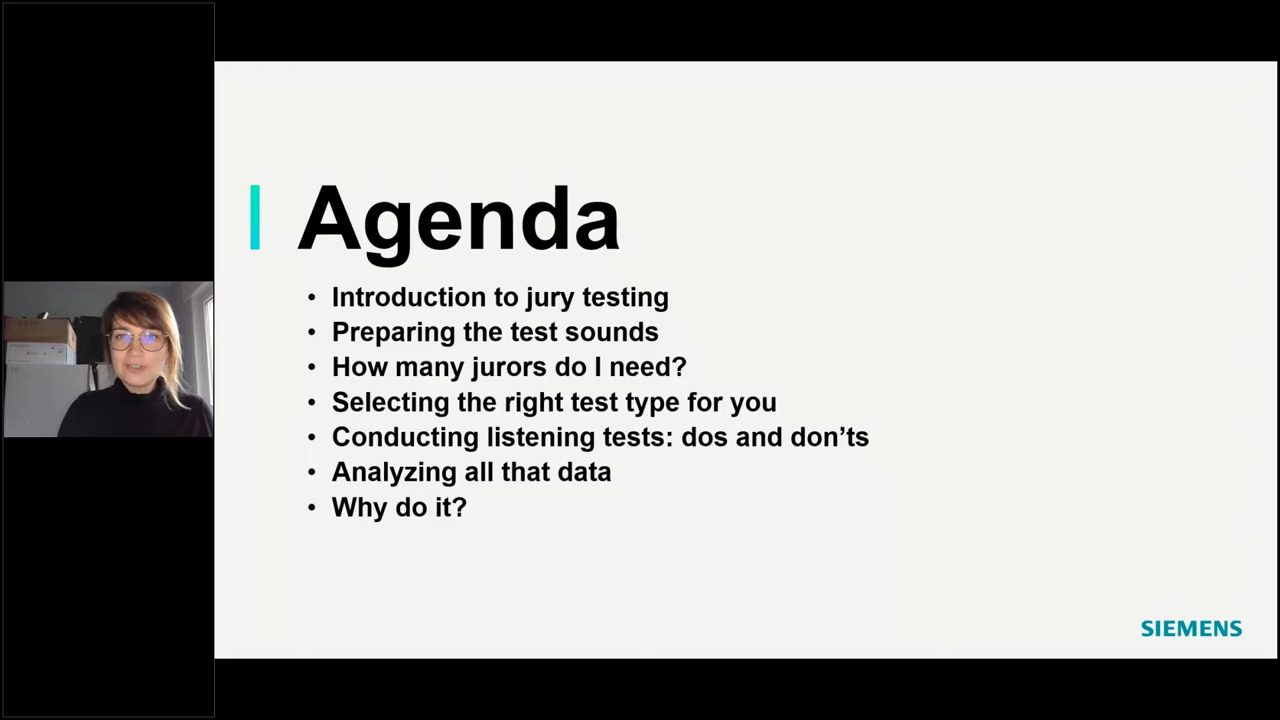 Agenda
• Introduction to jury testing
• Preparing the test sounds
• How many jurors do I need?
• Selecting the right test type for you
• Conducting listening tests: dos and don’ts
• Analyzing all that data
• Why do it?
SIEMENS